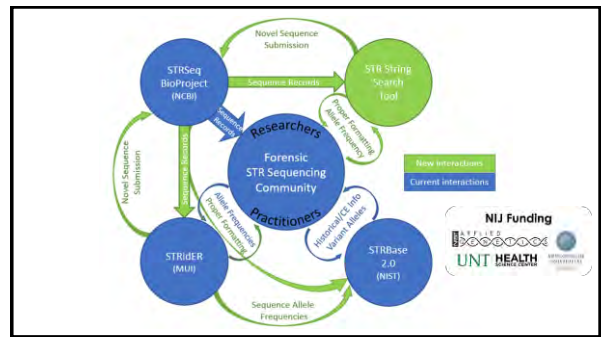 Novel Sequence
Submission
STRSeq
BioProject
(NCBI)
Sequence Records
STR String
Search
Tool
Sequence
Records
Researchers
Proper Formatting
Allele Frequency
Novel Sequence
Submission
Sequence Records
Forensic
STR Sequencing
Community
New interactions
Current interactions
Practitioners
Allele Frequencies
Proper Formatting
Historical/CE Info
Variant Alleles
NIJ Funding
APPLIED
GENETICS
UNT HEALTH
SCIENCE CENTER
STRidER
(MUI)
STRBase
2.0
(NIST)
Sequence Allele
Frequencies